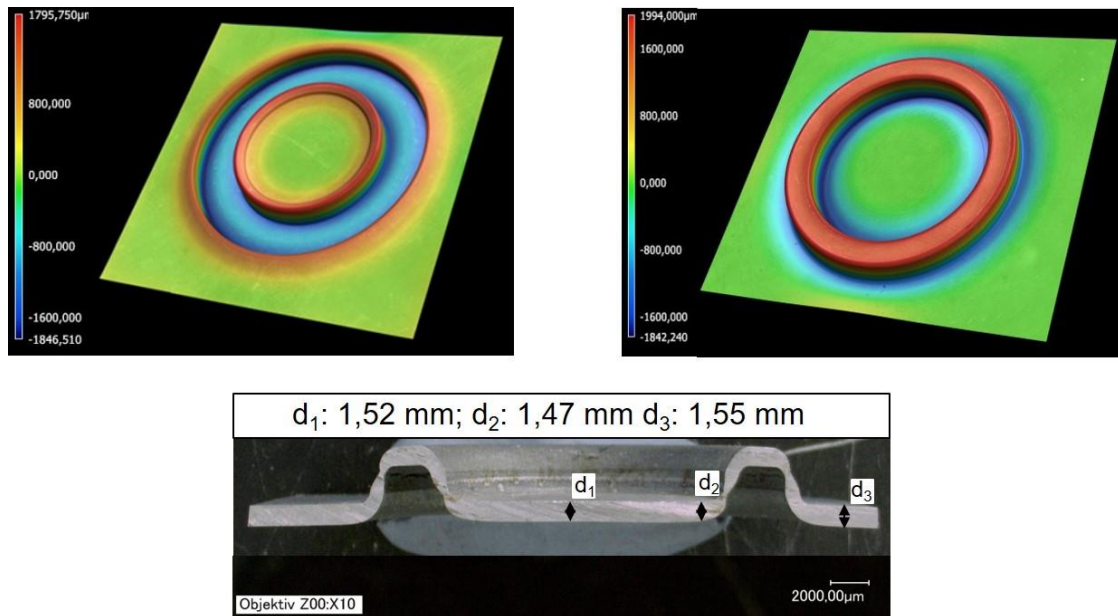 1795,750µm
800,000
0,000
-800,000
-1600,000
-1846,510
1994,000µm
1600,000
800,000
0,000
-800,000
-1600,000
-1842,240
d₁: 1,52 mm; d₂: 1,47 mm d₃: 1,55 mm
d₁
d₂
d₃
Objektiv Z00:X10
2000,00µm